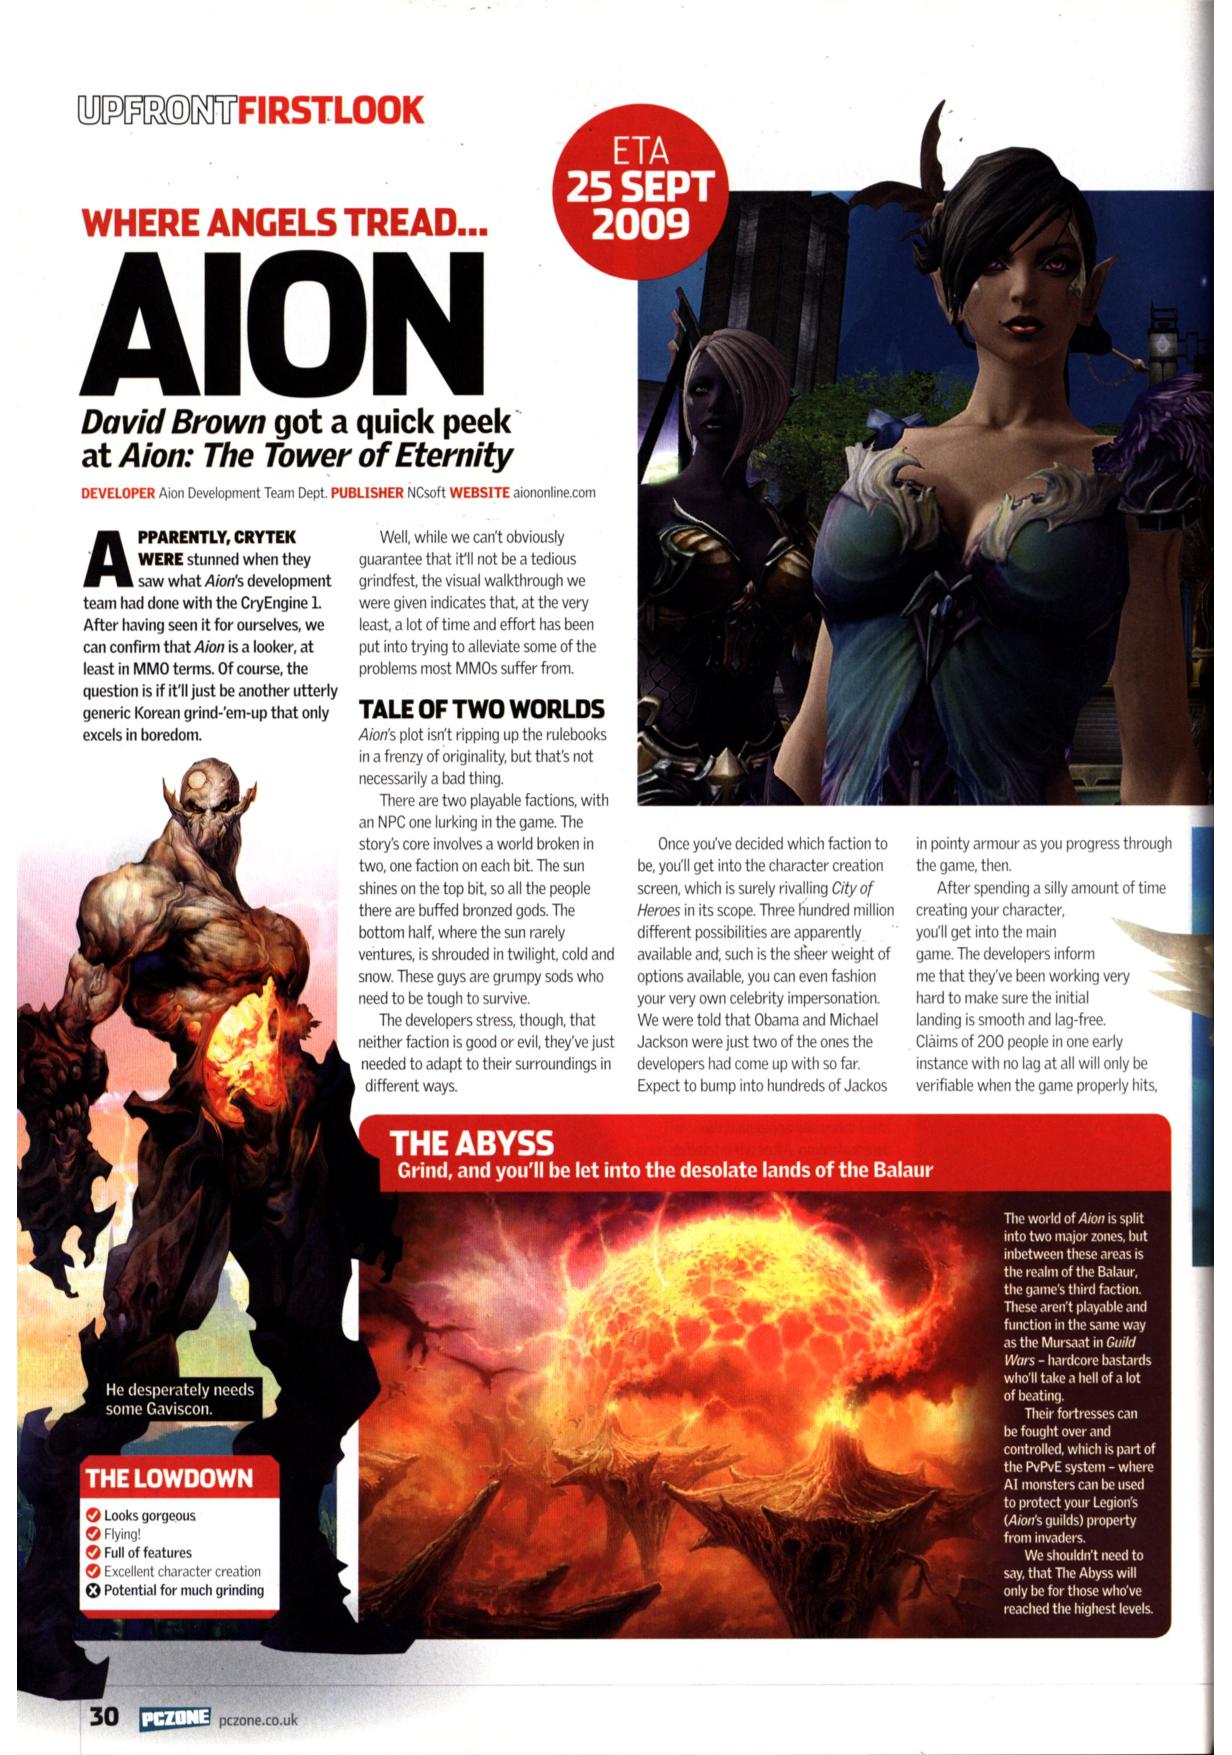 UPFRONTFIRSTLOOK
ETA
25 SEPT
2009
WHERE ANGELS TREAD...
AION
David Brown got a quick peek
at Aion: The Tower of Eternity
DEVELOPER Aion Development Team Dept. PUBLISHER NCsoft WEBSITE aiononline.com
APPARENTLY, CRYTEK
WERE stunned when they
saw what Aion's development
team had done with the CryEngine 1.
After having seen it for ourselves, we
can confirm that Aion is a looker, at
least in MMO terms. Of course, the
question is if it'll just be another utterly
generic Korean grind-'em-up that only
excels in boredom.
Well, while we can't obviously
guarantee that it'll not be a tedious
grindfest, the visual walkthrough we
were given indicates that, at the very
least, a lot of time and effort has been
put into trying to alleviate some of the
problems most MMOs suffer from.
TALE OF TWO WORLDS
Aion's plot isn't ripping up the rulebooks
in a frenzy of originality, but that's not
necessarily a bad thing.
There are two playable factions, with
an NPC one lurking in the game. The
story's core involves a world broken in
two, one faction on each bit. The sun
shines on the top bit, so all the people
there are buffed bronzed gods. The
bottom half, where the sun rarely
ventures, is shrouded in twilight, cold and
snow. These guys are grumpy sods who
need to be tough to survive.
The developers stress, though, that
neither faction is good or evil, they've just
needed to adapt to their surroundings in
different ways.
Once you've decided which faction to
be, you'll get into the character creation
screen, which is surely rivalling City of
Heroes in its scope. Three hundred million
different possibilities are apparently
available and, such is the sheer weight of
options available, you can even fashion
your very own celebrity impersonation.
We were told that Obama and Michael
Jackson were just two of the ones the
developers had come up with so far.
Expect to bump into hundreds of Jackos
in pointy armour as you progress through
the game, then.
After spending a silly amount of time
creating your character,
you'll get into the main
game. The developers inform
me that they've been working very
hard to make sure the initial
landing is smooth and lag-free.
Claims of 200 people in one early
instance with no lag at all will only be
verifiable when the game properly hits,
THE ABYSS
Grind, and you'll be let into the desolate lands of the Balaur
The world of Aion is split
into two major zones, but
inbetween these areas is
the realm of the Balaur,
the game's third faction.
These aren't playable and
function in the same way
as the Mursaat in Guild
Wars – hardcore bastards
who'll take a hell of a lot
of beating.
Their fortresses can
be fought over and
controlled, which is part of
the PvPvE system – where
AI monsters can be used
to protect your Legion's
(Aion's guilds) property
from invaders.
We shouldn't need to
say, that The Abyss will
only be for those who've
reached the highest levels.
He desperately needs
some Gaviscon.
THE LOWDOWN
Looks gorgeous
Flying!
Full of features
Excellent character creation
Potential for much grinding
30 PCZONE pczone.co.uk